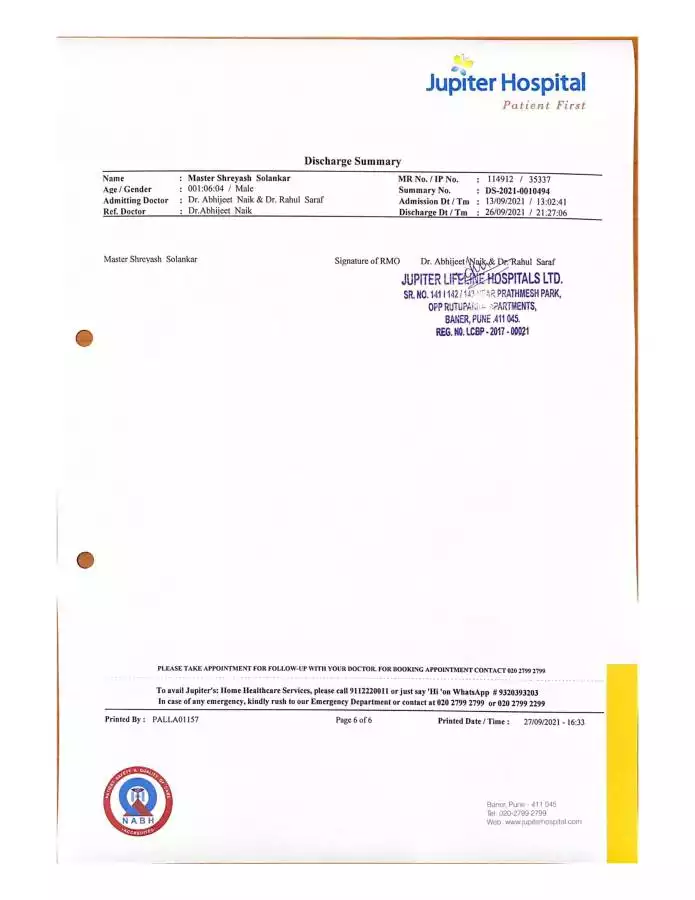 Jupiter Hospital
Patient First
Discharge Summary
Name : Master Shreyash Solankar MR No. / IP No. : 114912 / 35337
Age / Gender : 001:06:04 / Male Summary No. : DS-2021-0010494
Admitting Doctor : Dr. Abhijeet Naik & Dr. Rahul Saraf Admission Dt / Tm : 13/09/2021 / 13:02:41
Ref. Doctor : Dr.Abhijeet Naik Discharge Dt / Tm : 26/09/2021 / 21:27:06
Master Shreyash Solankar Signature of RMO Dr. Abhijeet Naik & Dr. Rahul Saraf
JUPITER LIFELINE HOSPITALS LTD.
SR. NO. 141 / 142 / 143 PRATHMESH PARK,
OPP
BANER, PUNE .411 045.
REG. NO. LCBP - 2017 - 00021
PLEASE TAKE APPOINTMENT FOR FOLLOW-UP WITH YOUR DOCTOR. FOR BOOKING APPOINTMENT CONTACT 020 2799 2799
To avail Jupiter's: Home Healthcare Services, please call 9112220011 or just say 'Hi 'on WhatsApp # 9320393203
In case of any emergency, kindly rush to our Emergency Department or contact at 020 2799 2799 or 020 2799 2299
Printed By : PALLA01157 Page 6 of 6 Printed Date / Time : 27/09/2021 - 16:33
PATIENT SAFETY & QUALITY OF CARE
NABH
ACCREDITED
Baner, Pune - 411 045
Tel: 020-2799 2799
Web : www.jupiterhospital.com